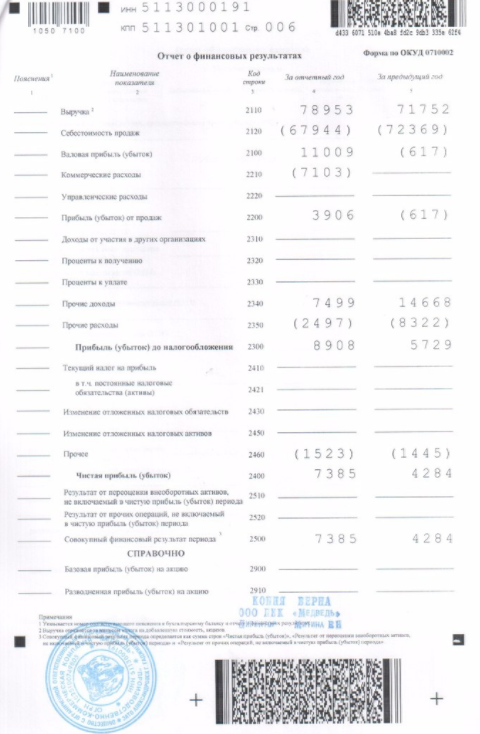 ИНН 5113000191
1050 7100
КПП 511301001 Стр. 006
Форма по ОКУД 0710002
Отчет о финансовых результатах
Пояснения 1 Наименование показателя Код строки За отчетный год За предыдущий год
1 2 3 4 5
Выручка 2 2110 78953 71752
Себестоимость продаж 2120 (67944) (72369)
Валовая прибыль (убыток) 2100 11009 (617)
Коммерческие расходы 2210 (7103)
Управленческие расходы 2220
Прибыль (убыток) от продаж 2200 3906 (617)
Доходы от участия в других организациях 2310
Проценты к получению 2320
Проценты к уплате 2330
Прочие доходы 2340 7499 14668
Прочие расходы 2350 (2497) (8322)
Прибыль (убыток) до налогообложения 2300 8908 5729
Текущий налог на прибыль 2410
в т.ч. постоянные налоговые
обязательства (активы) 2421
Изменение отложенных налоговых обязательств 2430
Изменение отложенных налоговых активов 2450
Прочее 2460 (1523) (1445)
Чистая прибыль (убыток) 2400 7385 4284
Результат от переоценки внеоборотных активов,
не включаемый в чистую прибыль (убыток) периода 2510
Результат от прочих операций, не включаемый
в чистую прибыль (убыток) периода 2520
Совокупный финансовый результат периода 3 2500 7385 4284
СПРАВОЧНО
Базовая прибыль (убыток) на акцию 2900
Разводненная прибыль (убыток) на акцию 2910
КОПИЯ ВЕРНА
ООО
Примечания